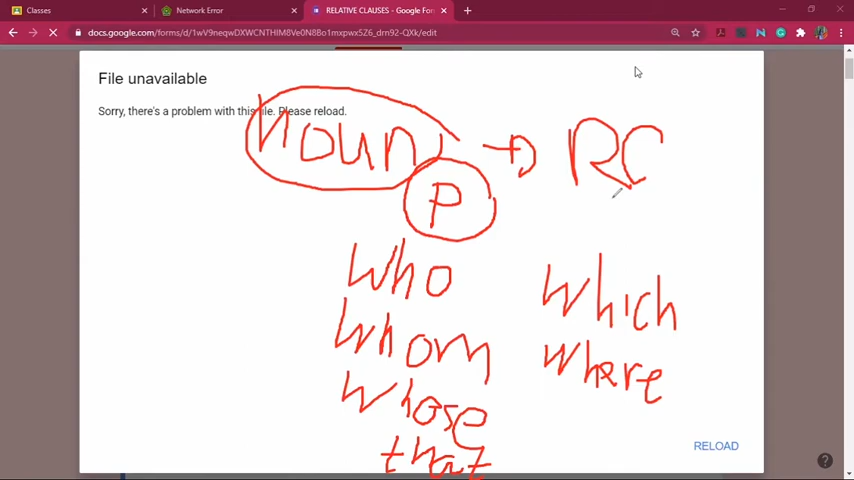 Classes
Network Error
RELATIVE CLAUSES - Google For
docs.google.com/forms/d/1wV9neqwDXWCNTHIM8Ve0N8Bo1mxpwx5Z6_drn92-QXk/edit
File unavailable
Sorry, there's a problem with this file. Please reload.
noun → RC
P
who
whom
whose
that
which
where
RELOAD